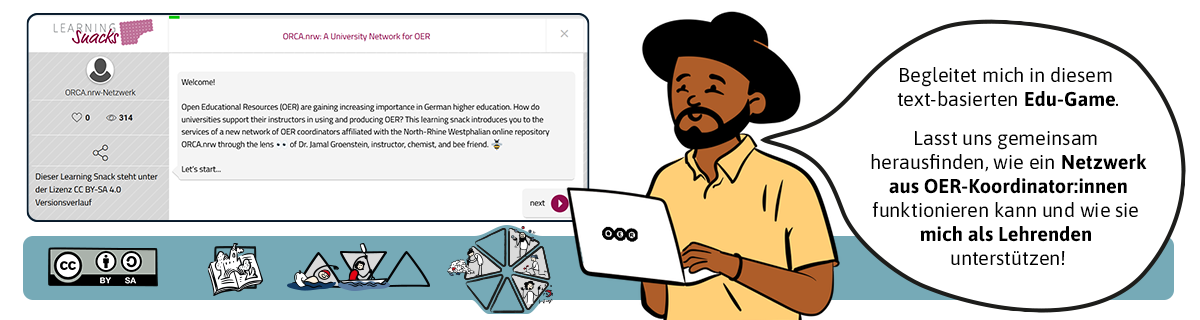 LEARNING
Snacks
ORCA.nrw: A University Network for OER
×
ORCA.nrw-Netzwerk
0 314
Dieser Learning Snack steht unter
der Lizenz CC BY-SA 4.0
Versionsverlauf
Welcome!
Open Educational Resources (OER) are gaining increasing importance in German higher education. How do
universities support their instructors in using and producing OER? This learning snack introduces you to the
services of a new network of OER coordinators affiliated with the North-Rhine Westphalian online repository
ORCA.nrw through the lens 👀 of Dr. Jamal Groenstein, instructor, chemist, and bee friend. 🐝
Let's start...
next
OER
Begleitet mich in diesem
text-basierten Edu-Game.
Lasst uns gemeinsam
herausfinden, wie ein Netzwerk
aus OER-Koordinator:innen
funktionieren kann und wie sie
mich als Lehrenden
unterstützen!
CC
BY SA